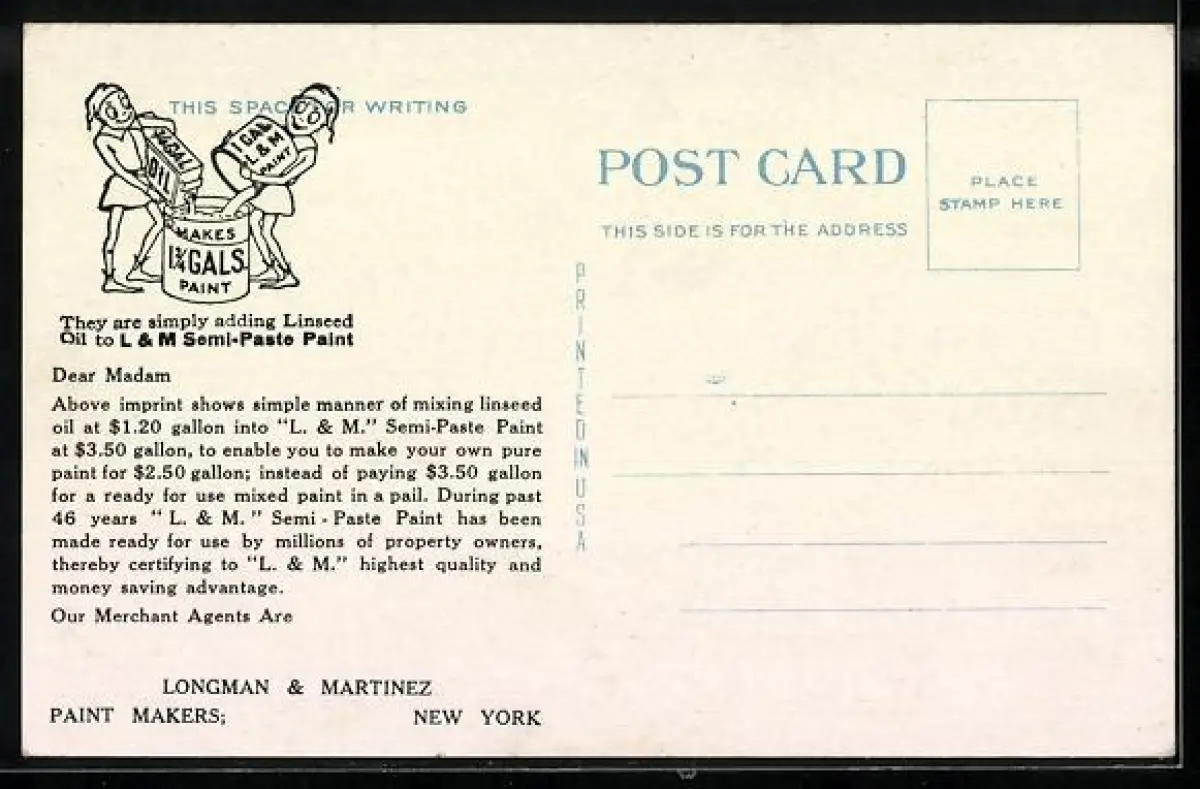 THIS SPACE FOR WRITING
¾ GAL
OIL
1 GAL
L & M
PAINT
MAKES
1¾ GALS.
PAINT
They are simply adding Linseed
Oil to L & M Semi-Paste Paint
Dear Madam
Above imprint shows simple manner of mixing linseed
oil at $1.20 gallon into "L. & M." Semi-Paste Paint
at $3.50 gallon, to enable you to make your own pure
paint for $2.50 gallon; instead of paying $3.50 gallon
for a ready for use mixed paint in a pail. During past
46 years "L. & M." Semi-Paste Paint has been
made ready for use by millions of property owners,
thereby certifying to "L. & M." highest quality and
money saving advantage.
Our Merchant Agents Are
LONGMAN & MARTINEZ
PAINT MAKERS; NEW YORK
PRINTED IN USA
POST CARD
THIS SIDE IS FOR THE ADDRESS
PLACE
STAMP HERE